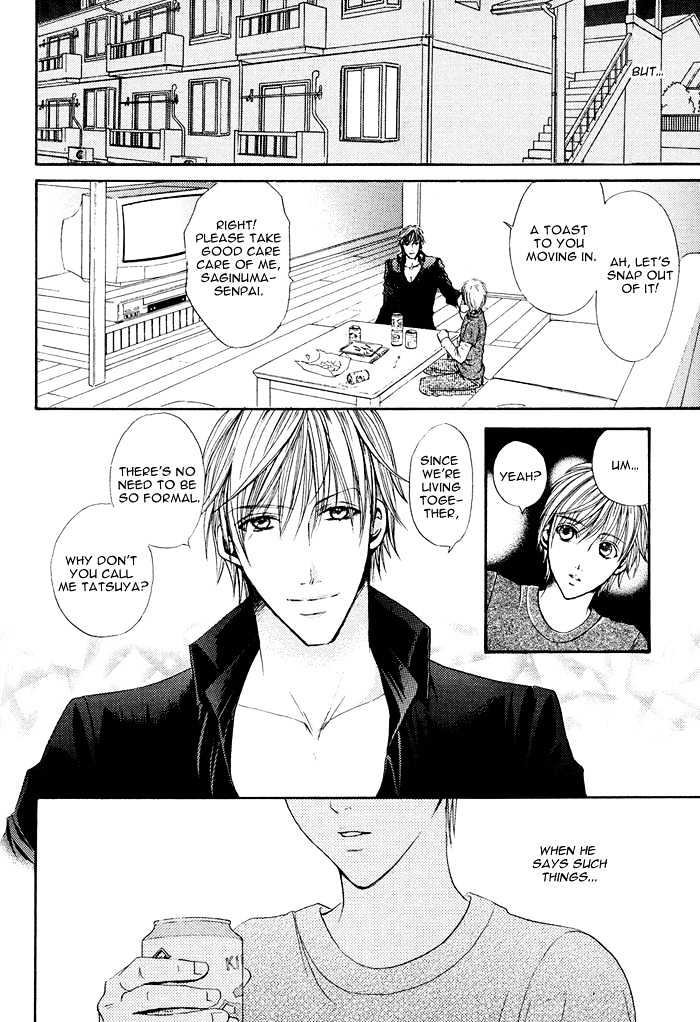 BUT...
AH, LET'S
SNAP OUT
OF IT!
A TOAST
TO YOU
MOVING IN.
RIGHT!
PLEASE TAKE
GOOD CARE
CARE OF ME,
SAGINUMA-
SENPAI.
UM...
YEAH?
SINCE
WE'RE
LIVING
TOGE-
THER,
THERE'S NO
NEED TO BE
SO FORMAL.
WHY DON'T
YOU CALL
ME TATSUYA?
WHEN HE
SAYS SUCH
THINGS...
KI